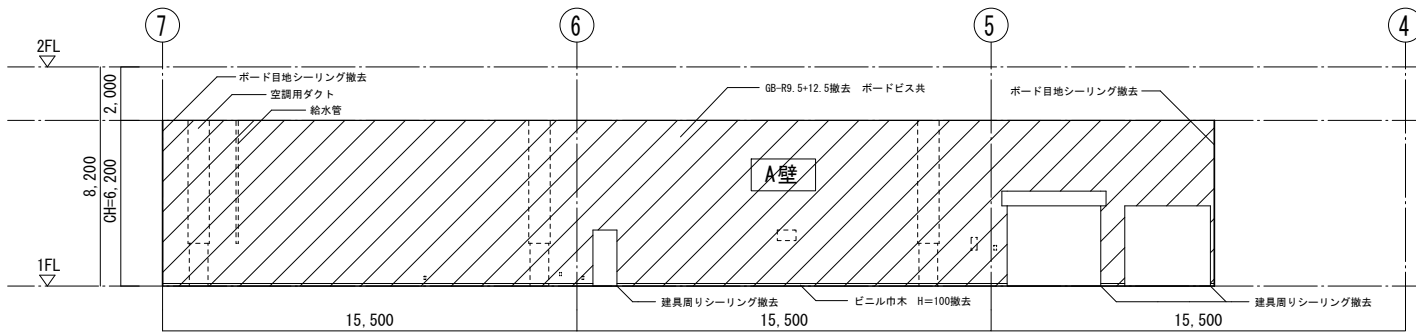 7 6 5 4
2FL
ボード目地シーリング撤去
空調用ダクト
給水管
GB-R9.5+12.5撤去 ボードビス共
ボード目地シーリング撤去
2,000
8,200
CH=6,200
A壁
1FL
建具周りシーリング撤去
ビニル巾木 H=100撤去
建具周りシーリング撤去
15,500 15,500 15,500